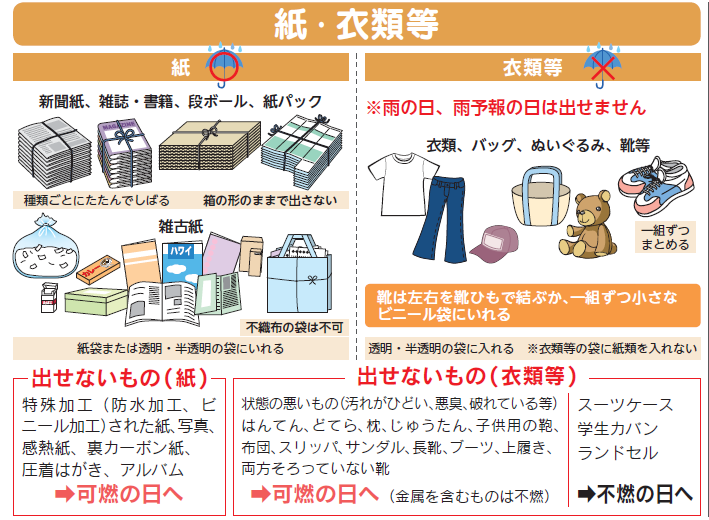 紙・衣類等
紙
新聞紙、雑誌・書籍、段ボール、紙パック
MAGAZINE
種類ごとにたたんでしばる
箱の形のままで出さない
雑古紙
カレー
ハワイ
不織布の袋は不可
紙袋または透明・半透明の袋にいれる
衣類等
※雨の日、雨予報の日は出せません
衣類、バッグ、ぬいぐるみ、靴等
一組ずつ
まとめる
靴は左右を靴ひもで結ぶか、一組ずつ小さな
ビニール袋にいれる
透明・半透明の袋に入れる　※衣類等の袋に紙類を入れない
出せないもの(紙)
特殊加工（防水加工、ビ
ニール加工)された紙、写真、
感熱紙、裏カーボン紙、
圧着はがき、アルバム
➡可燃の日へ
出せないもの(衣類等)
状態の悪いもの(汚れがひどい、悪臭、破れている等)
はんてん、どてら、枕、じゅうたん、子供用の鞄、
布団、スリッパ、サンダル、長靴、ブーツ、上履き、
両方そろっていない靴
➡可燃の日へ（金属を含むものは不燃）
スーツケース
学生カバン
ランドセル
➡不燃の日へ